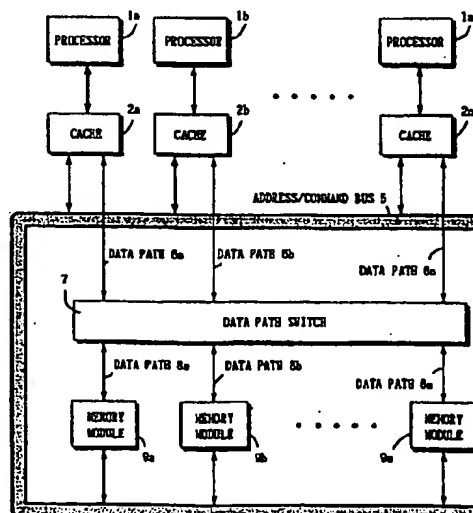 1a 1b 1n
PROCESSOR PROCESSOR PROCESSOR
2a 2b 2n
CACHE CACHE CACHE
ADDRESS/COMMAND BUS 5
DATA PATH 6a DATA PATH 6b DATA PATH 6n
7
DATA PATH SWITCH
DATA PATH 8a DATA PATH 8b DATA PATH 8m
MEMORY MEMORY MEMORY
MODULE MODULE MODULE
9a 9b 9m